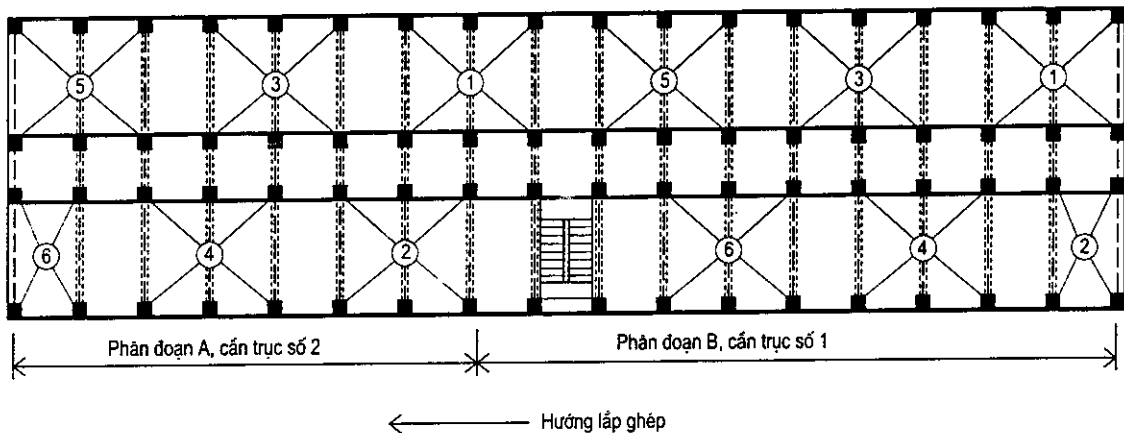 5 3 1 5 3 1
6 4 2 6 4 2
Phân đoạn A, cần trục số 2
Phân đoạn B, cần trục số 1
Hướng lắp ghép